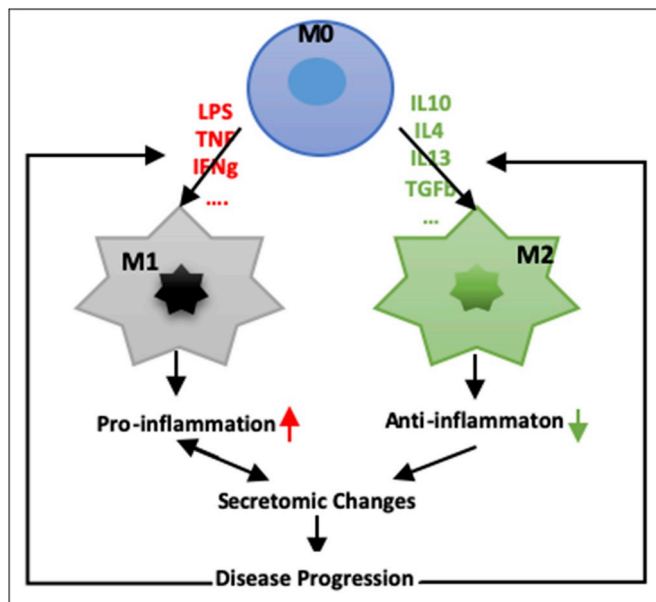 M0
LPS
TNF
IFNg
....
IL10
IL4
IL13
TGFb
...
M1
M2
Pro-inflammation
Anti-inflammaton
Secretomic Changes
Disease Progression